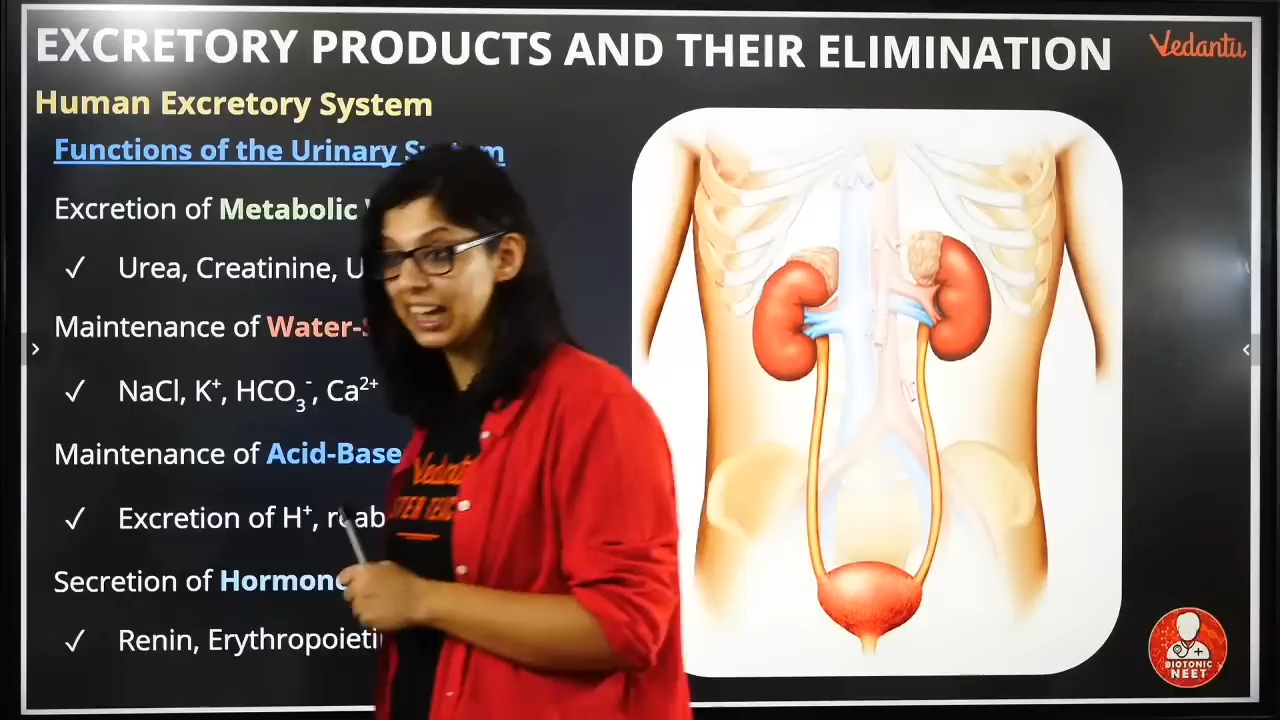 EXCRETORY PRODUCTS AND THEIR ELIMINATION
Vedantu
Human Excretory System
Functions of the Urinary
Excretion of Metabolic
✓ Urea, Creatinine,
Maintenance of Water-
✓ NaCl, K⁺, HCO₃⁻, Ca²⁺
Maintenance of Acid-Base
✓ Excretion of H⁺,
Secretion of
✓ Renin,
BIOTONIC
NEET